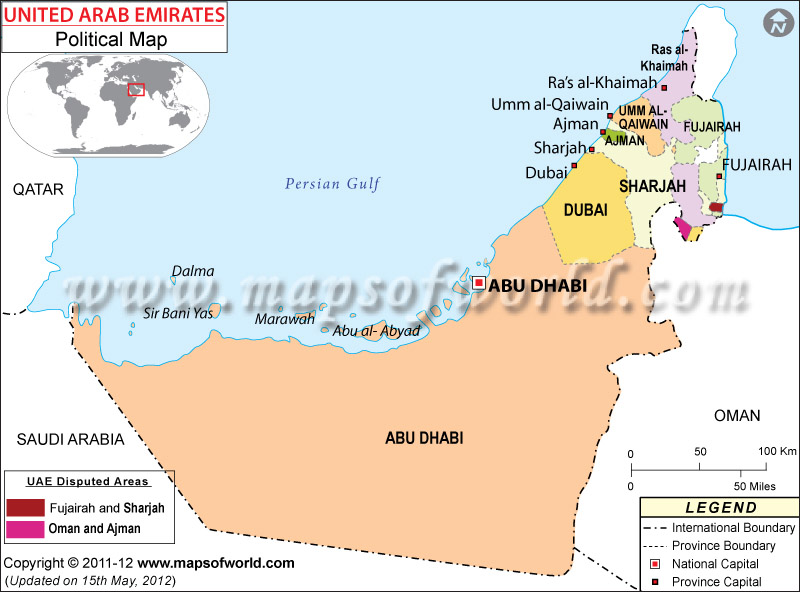 UNITED ARAB EMIRATES
Political Map
N
Ras al-
Khaimah
Ra's al-Khaimah
Umm al-Qaiwain
UMM AL-
QAIWAIN
Ajman
AJMAN
FUJAIRAH
Sharjah
Dubai
FUJAIRAH
SHARJAH
QATAR
Persian Gulf
DUBAI
Dalma
www.mapsofworld.com
ABU DHABI
Sir Bani Yas
Marawah
Abu al- Abyad
OMAN
SAUDI ARABIA
ABU DHABI
0 50 100 Km
0 50 Miles
UAE Disputed Areas
Fujairah and Sharjah
Oman and Ajman
LEGEND
International Boundary
Province Boundary
National Capital
Province Capital
Copyright © 2011-12 www.mapsofworld.com
(Updated on 15th May, 2012)